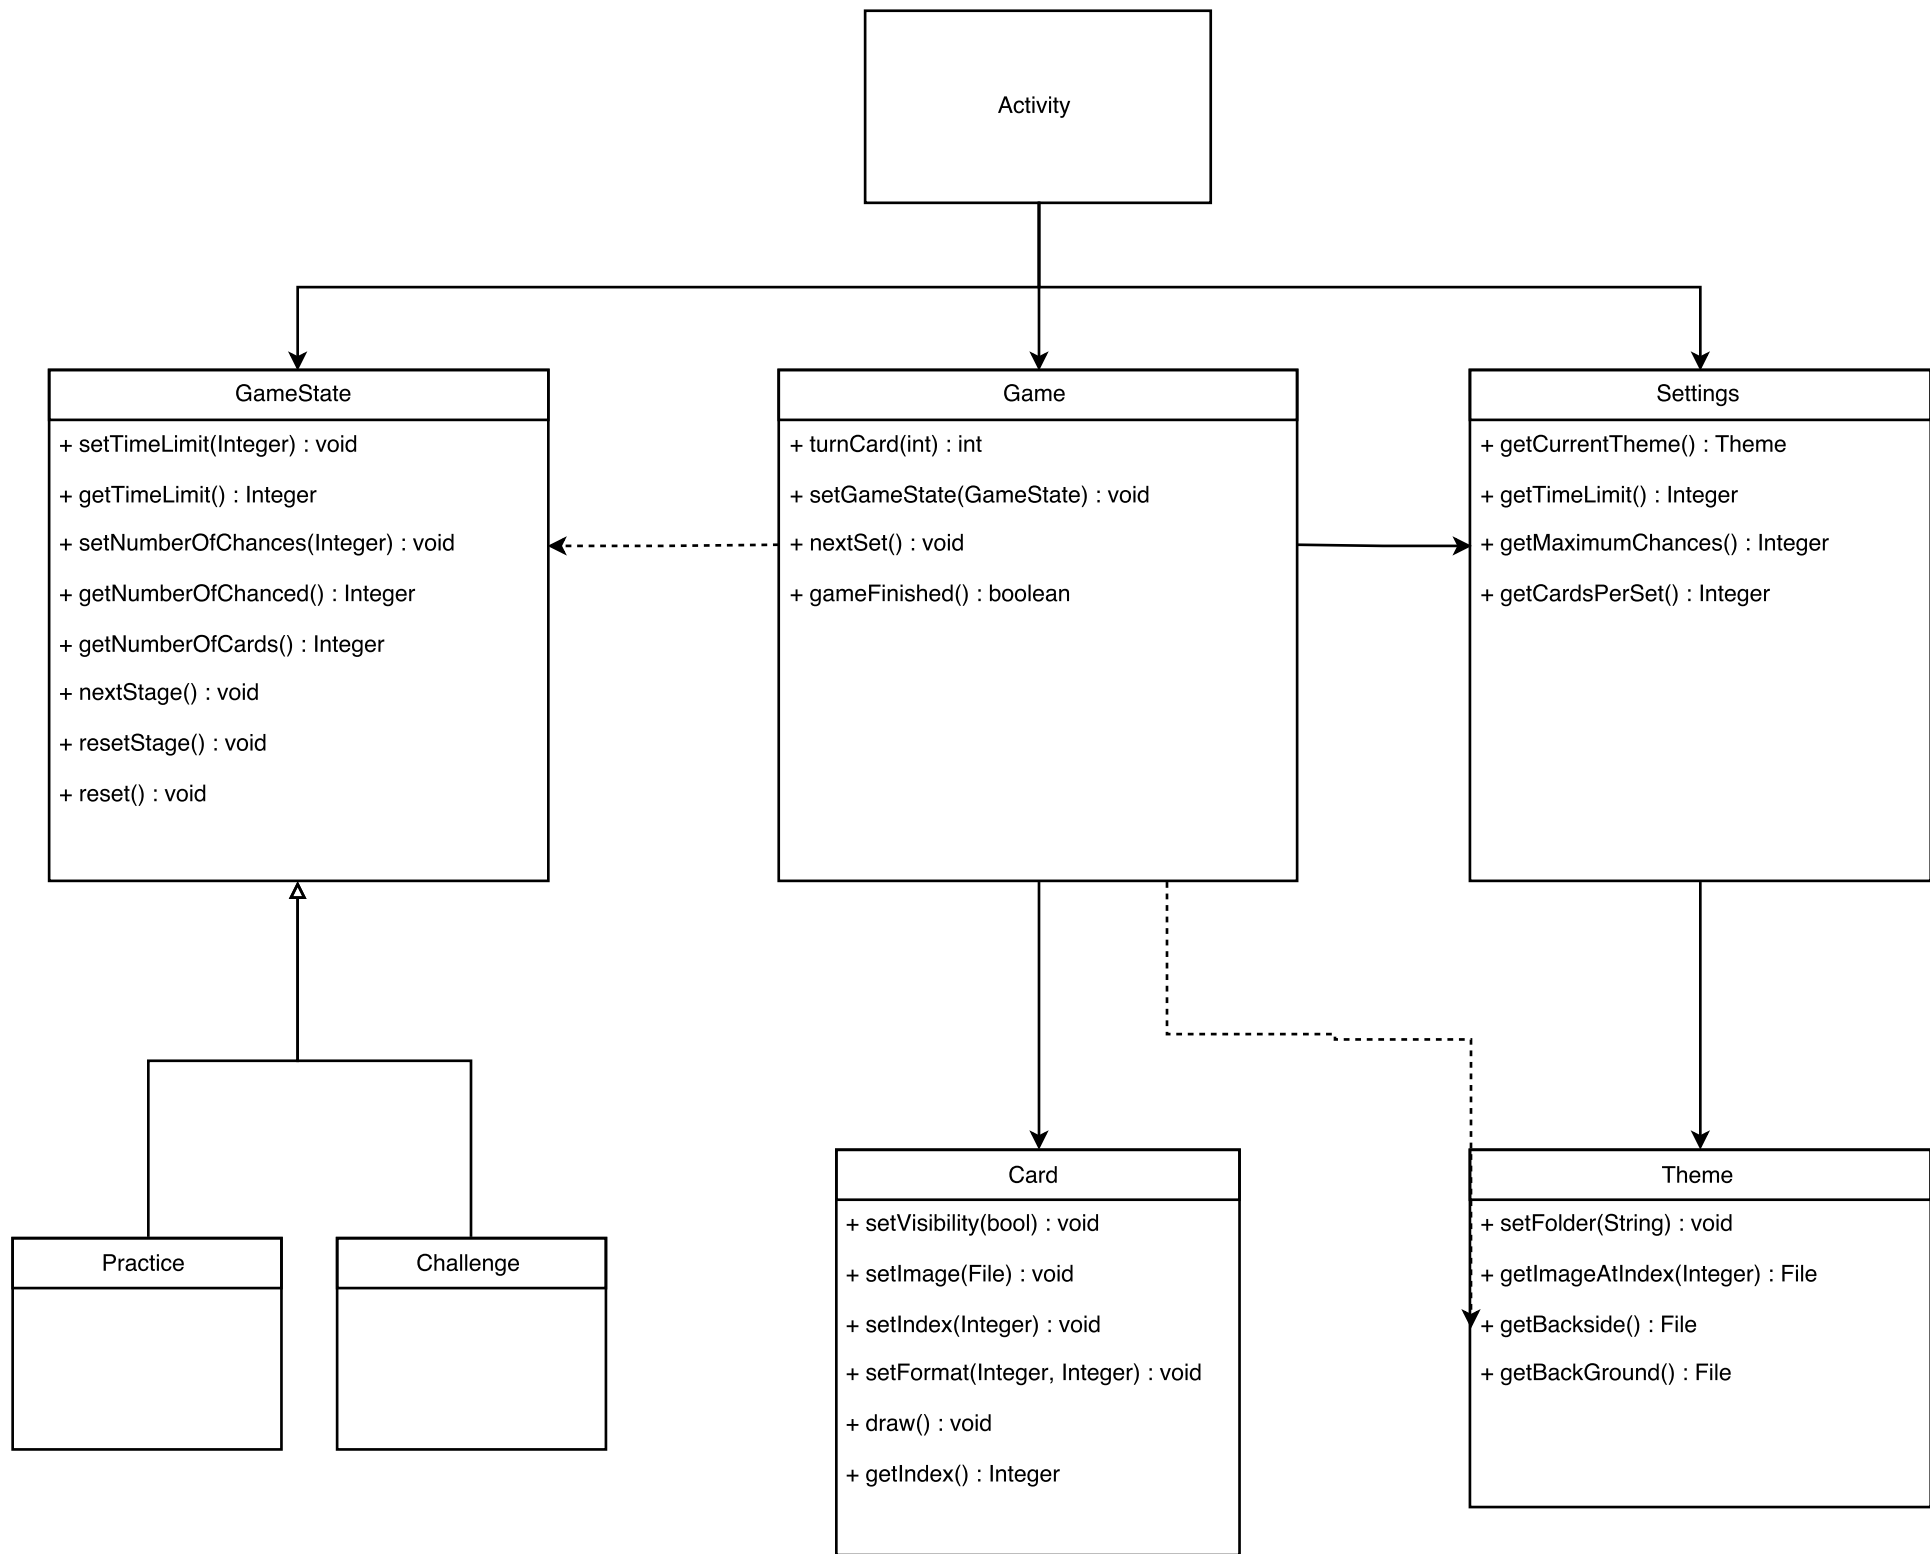 Activity
GameState
+ setTimeLimit(Integer) : void
+ getTimeLimit() : Integer
+ setNumberOfChances(Integer) : void
+ getNumberOfChanced() : Integer
+ getNumberOfCards() : Integer
+ nextStage() : void
+ resetStage() : void
+ reset() : void
Game
+ turnCard(int) : int
+ setGameState(GameState) : void
+ nextSet() : void
+ gameFinished() : boolean
Settings
+ getCurrentTheme() : Theme
+ getTimeLimit() : Integer
+ getMaximumChances() : Integer
+ getCardsPerSet() : Integer
Practice
Challenge
Card
+ setVisibility(bool) : void
+ setImage(File) : void
+ setIndex(Integer) : void
+ setFormat(Integer, Integer) : void
+ draw() : void
+ getIndex() : Integer
Theme
+ setFolder(String) : void
+ getImageAtIndex(Integer) : File
+ getBackside() : File
+ getBackGround() : File